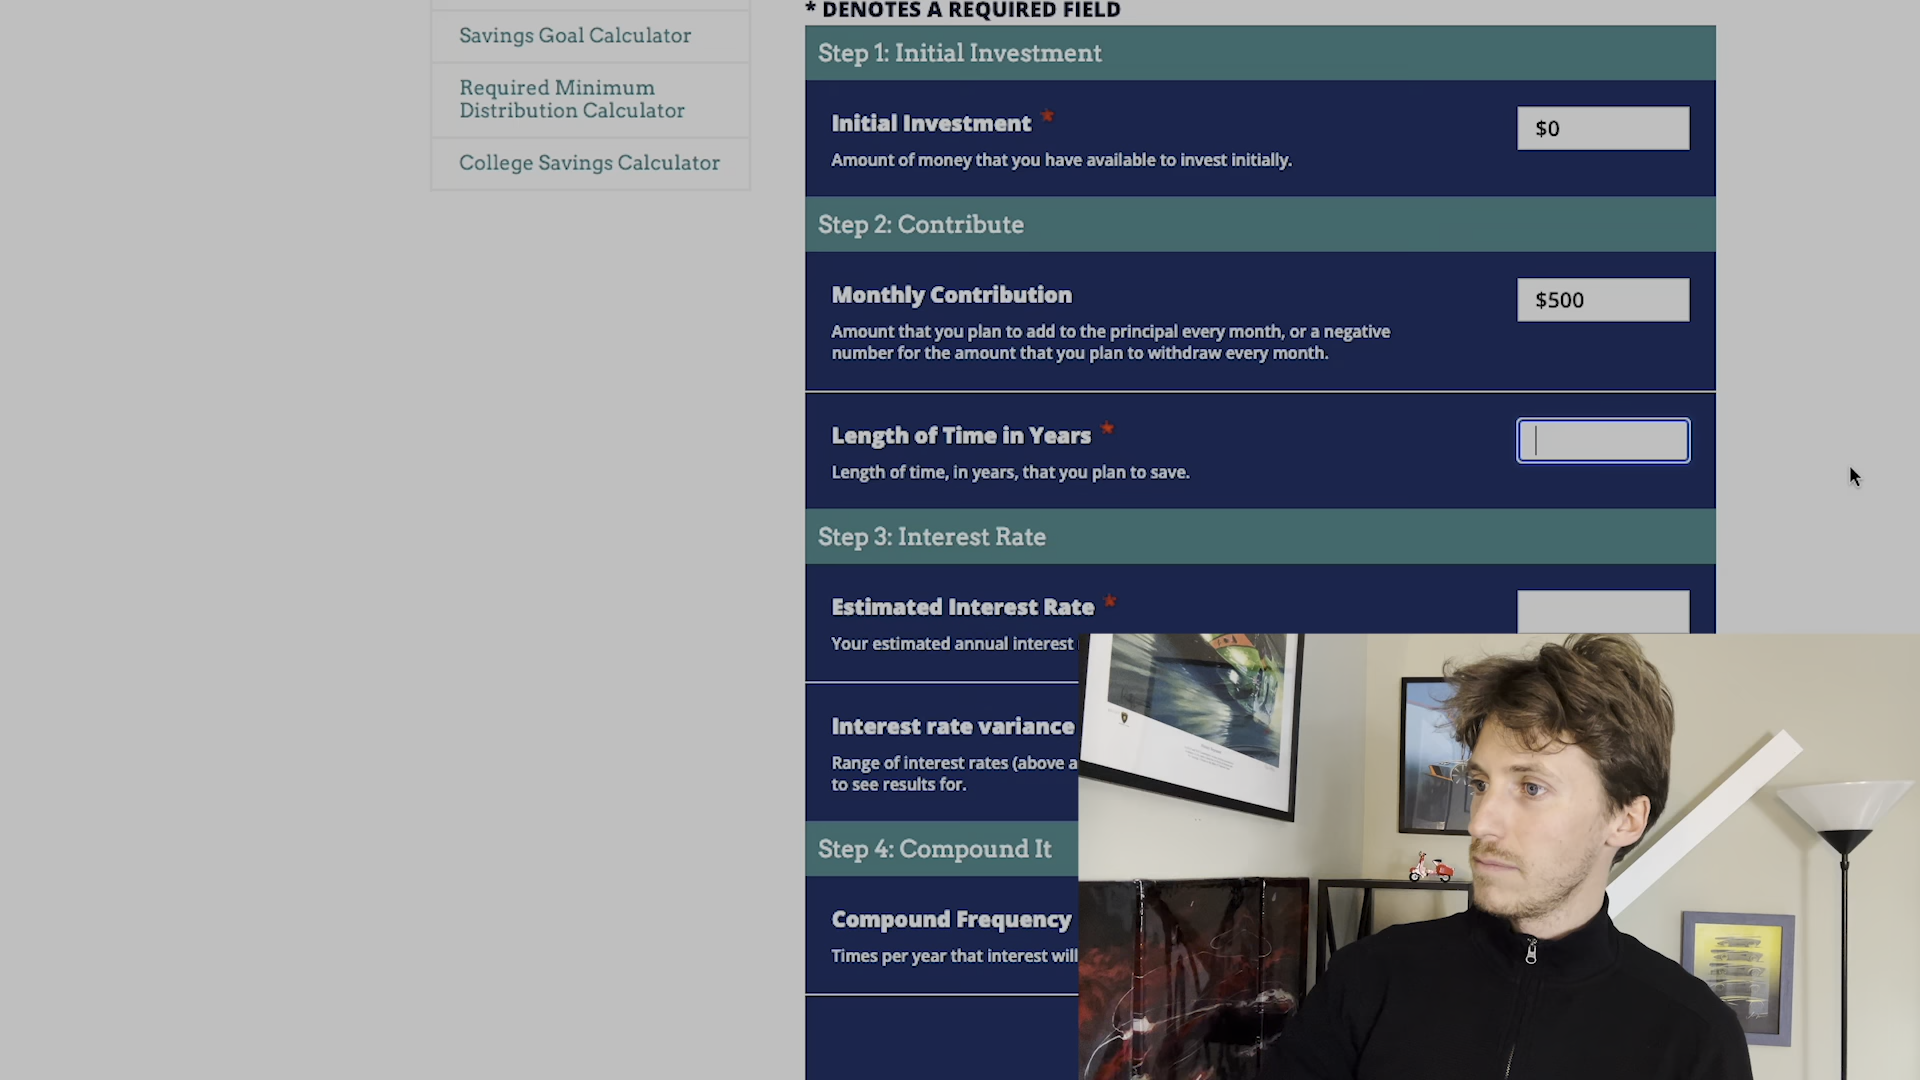 Savings Goal Calculator
Required Minimum
Distribution Calculator
College Savings Calculator
* DENOTES A REQUIRED FIELD
Step 1: Initial Investment
Initial Investment *
$0
Amount of money that you have available to invest initially.
Step 2: Contribute
Monthly Contribution
$500
Amount that you plan to add to the principal every month, or a negative
number for the amount that you plan to withdraw every month.
Length of Time in Years *
Length of time, in years, that you plan to save.
Step 3: Interest Rate
Estimated Interest Rate *
Your estimated annual interest
Interest rate variance
Range of interest rates (above a
to see results for.
Step 4: Compound It
Compound Frequency
Times per year that interest will